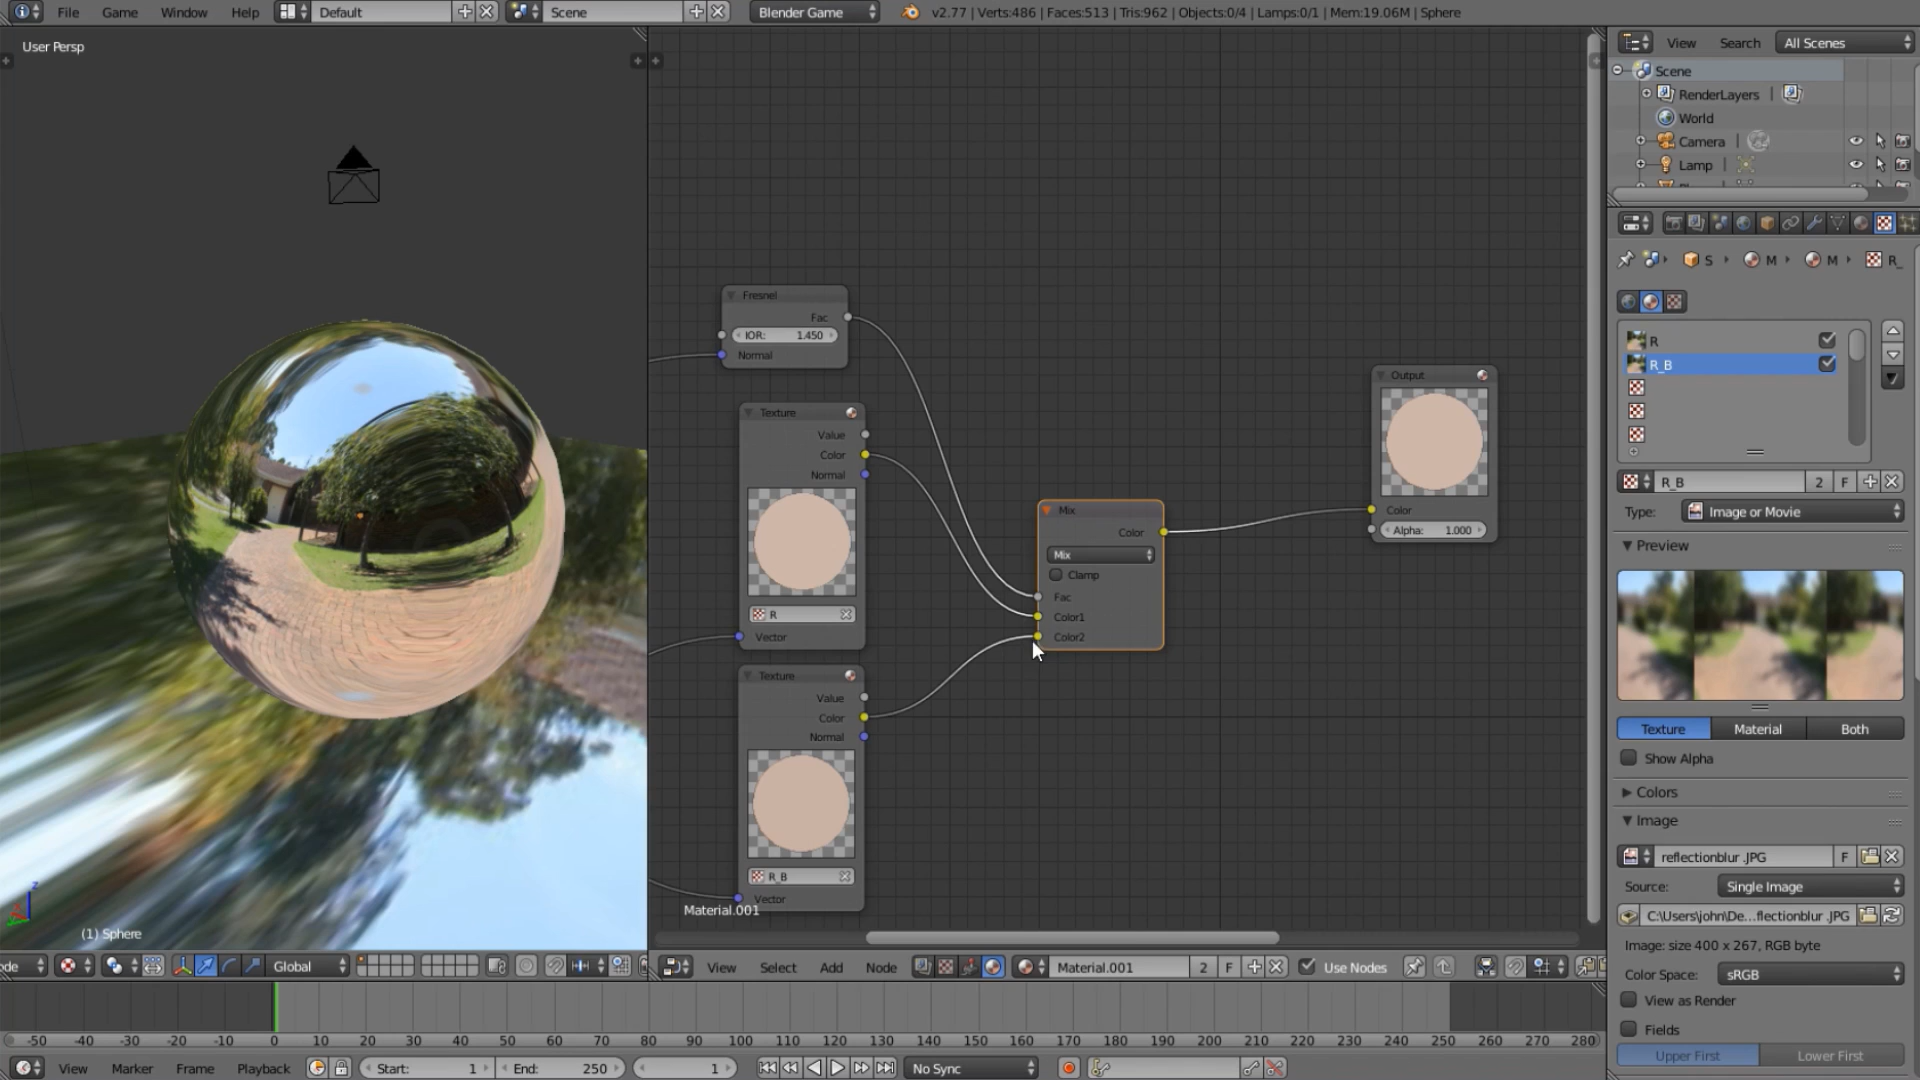 File Game Window Help Default Scene Blender Game v2.77 | Verts:486 | Faces:513 | Tris:962 | Objects:0/4 | Lamps:0/1 | Mem:19.06M | Sphere
User Persp
(1) Sphere
Fresnel
Fac
IOR: 1.450
Normal
Texture
Value
Color
Normal
R
Vector
Texture
Value
Color
Normal
R_B
Vector
Material.001
Mix
Color
Mix
Clamp
Fac
Color1
Color2
Output
Color
Alpha: 1.000
View Search All Scenes
Scene
RenderLayers |
World
Camera |
Lamp |
S M M R_
R
R_B
R_B 2 F
Type: Image or Movie
Preview
Texture Material Both
Show Alpha
Colors
Image
reflectionblur .JPG F
Source: Single Image
C:\Users\john\De...flectionblur .JPG
Image: size 400 x 267, RGB byte
Color Space: sRGB
View as Render
Fields
Upper First Lower First
ode Global
View Select Add Node Material.001 2 F Use Nodes
-50 -40 -30 -20 -10 0 10 20 30 40 50 60 70 80 90 100 110 120 130 140 150 160 170 180 190 200 210 220 230 240 250 260 270 280
View Marker Frame Playback Start: 1 End: 250 1 No Sync